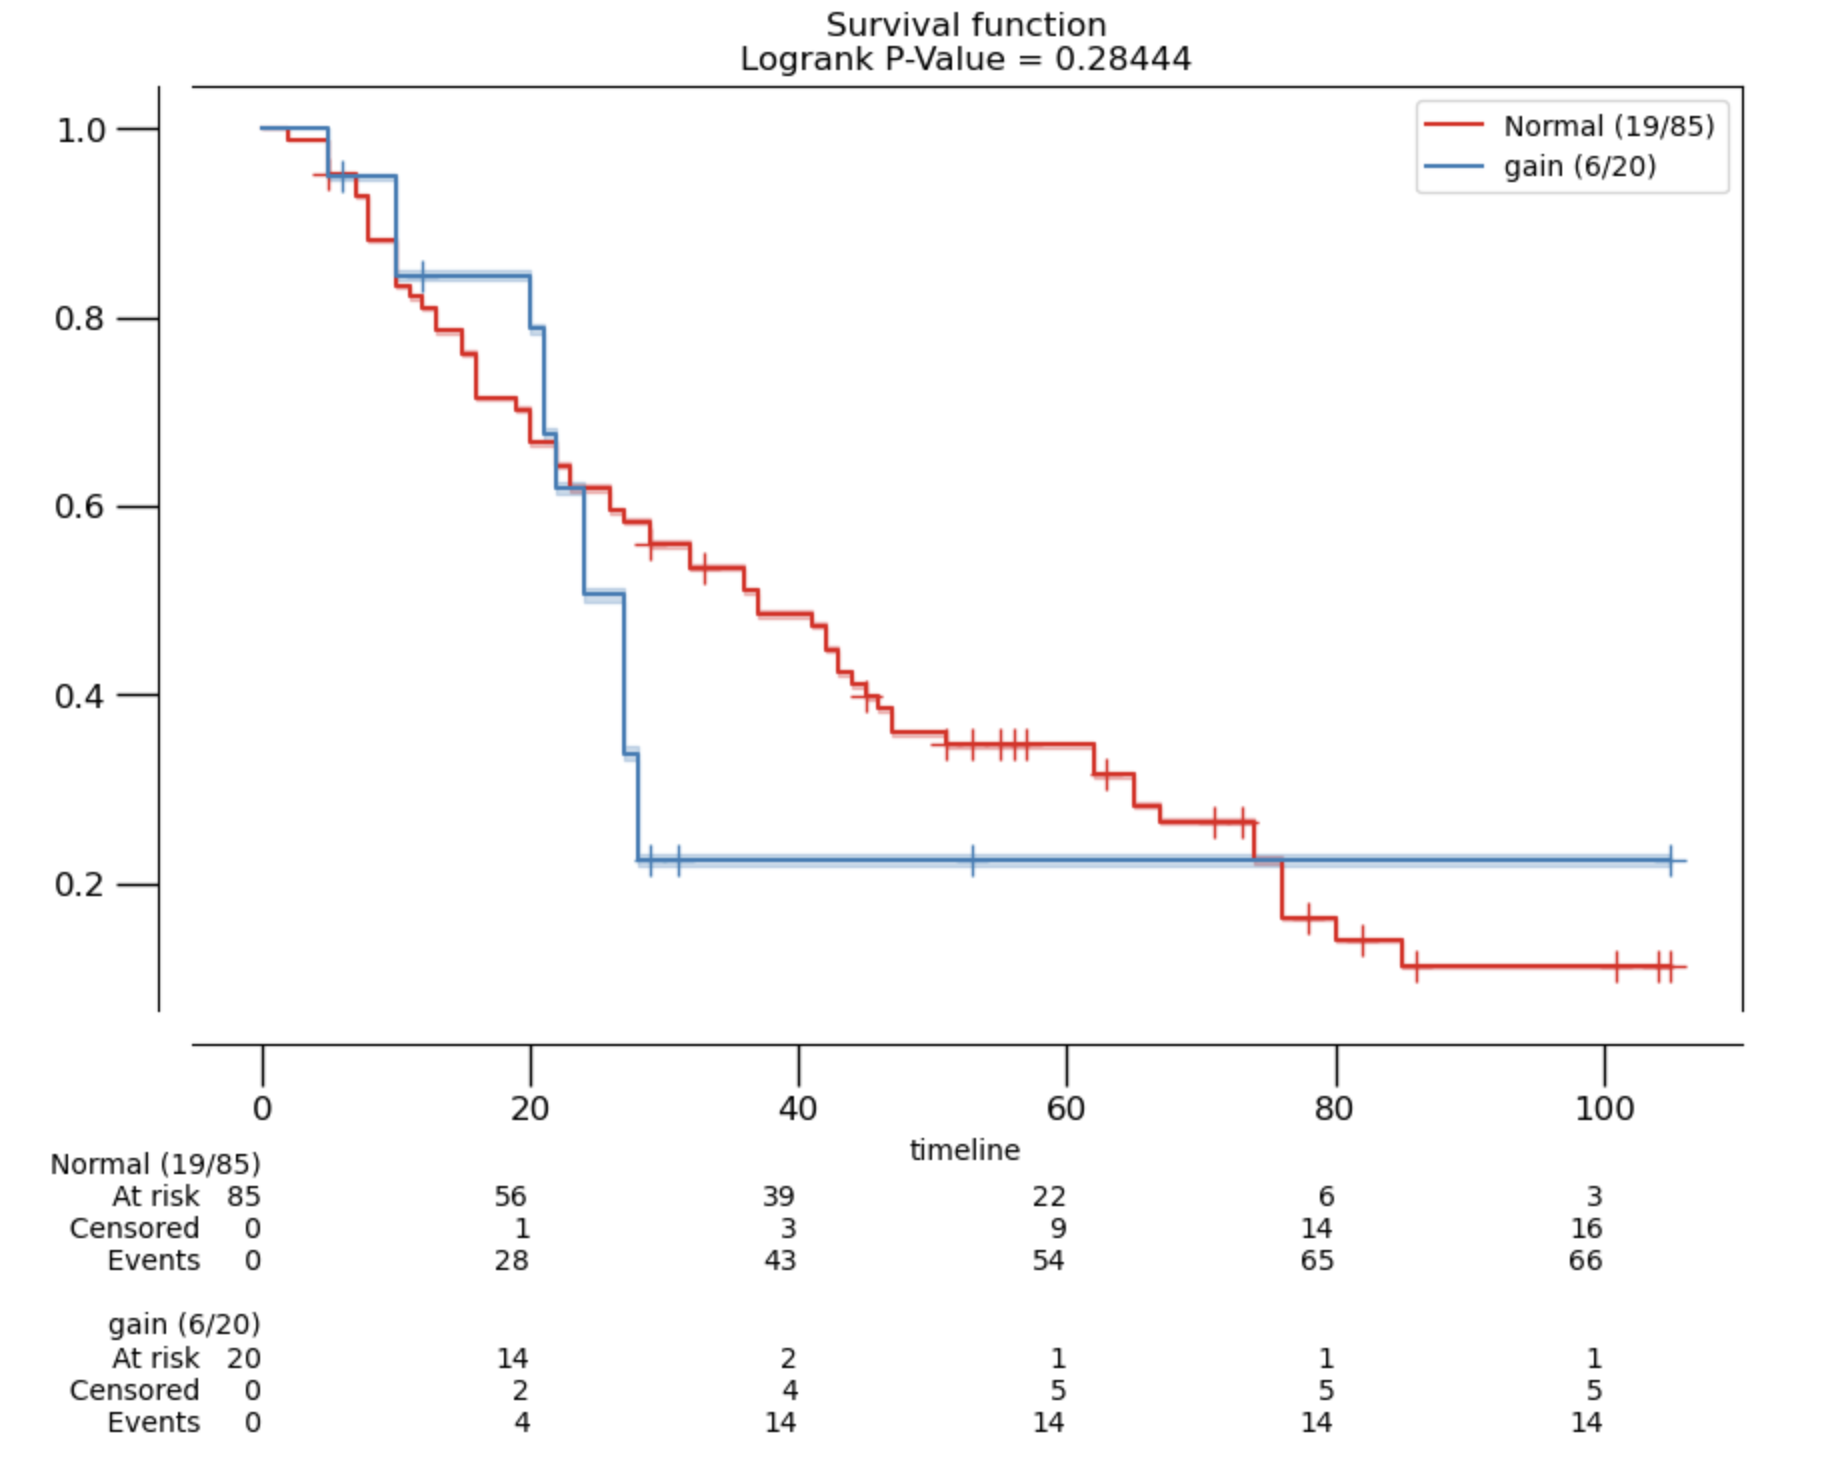 Survival function
Logrank P-Value = 0.28444
Normal (19/85)
gain (6/20)
1.0
0.8
0.6
0.4
0.2
0 20 40 60 80 100
timeline
Normal (19/85)
At risk 85 56 39 22 6 3
Censored 0 1 3 9 14 16
Events 0 28 43 54 65 66
gain (6/20)
At risk 20 14 2 1 1 1
Censored 0 2 4 5 5 5
Events 0 4 14 14 14 14